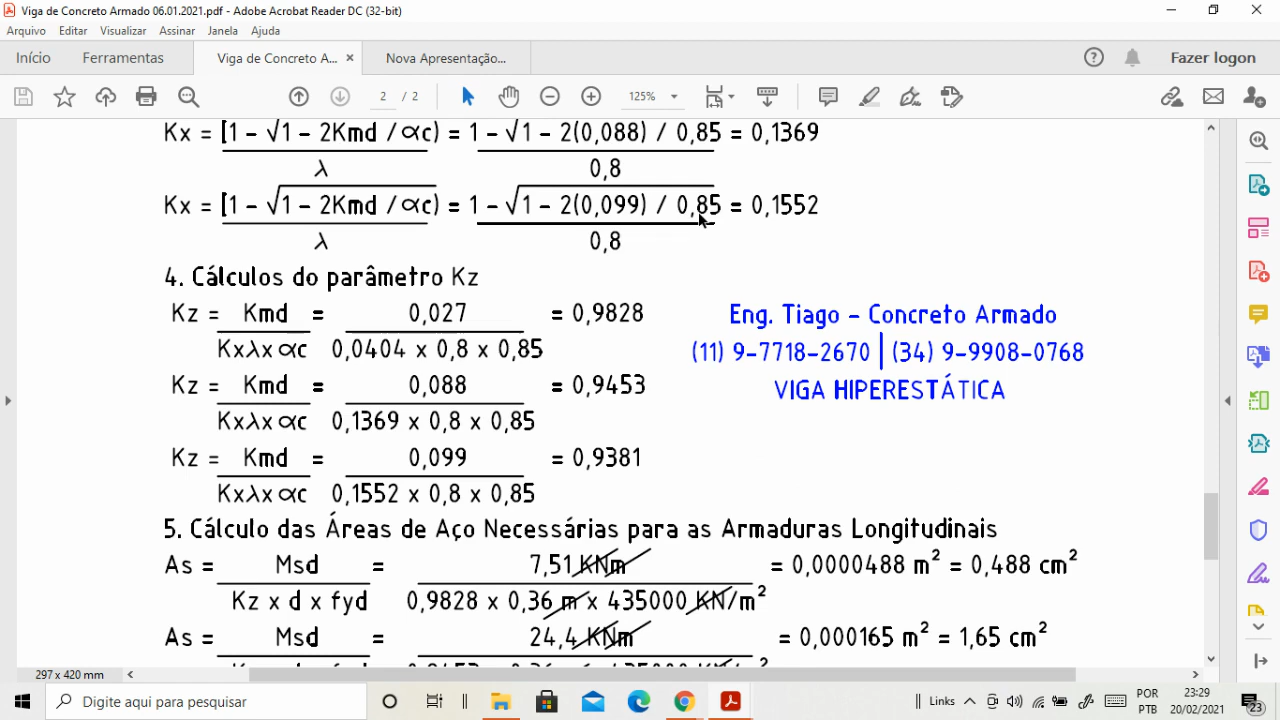 Viga de Concreto Armado 06.01.2021.pdf - Adobe Acrobat Reader DC (32-bit)
Arquivo Editar Visualizar Assinar Janela Ajuda
Início Ferramentas Viga de Concreto A... × Nova Apresentação... Fazer logon
2 / 2 125%
Kx = [1 - √1 - 2Kmd / αc) = 1 - √1 - 2(0,088) / 0,85 = 0,1369
λ 0,8
Kx = [1 - √1 - 2Kmd / αc) = 1 - √1 - 2(0,099) / 0,85 = 0,1552
λ 0,8
4. Cálculos do parâmetro Kz
Kz = Kmd = 0,027 = 0,9828
Kxλx αc 0,0404 x 0,8 x 0,85
Kz = Kmd = 0,088 = 0,9453
Kxλx αc 0,1369 x 0,8 x 0,85
Kz = Kmd = 0,099 = 0,9381
Kxλx αc 0,1552 x 0,8 x 0,85
Eng. Tiago - Concreto Armado
(11) 9-7718-2670 | (34) 9-9908-0768
VIGA HIPERESTÁTICA
5. Cálculo das Áreas de Aço Necessárias para as Armaduras Longitudinais
As = Msd = 7,51 KNm = 0,0000488 m² = 0,488 cm²
Kz x d x fyd 0,9828 x 0,36 m x 435000 KN/m²
As = Msd = 24,4 KNm = 0,000165 m² = 1,65 cm²
297 x 420 mm
Digite aqui para pesquisar
Links
POR
PTB
23:29
20/02/2021
23